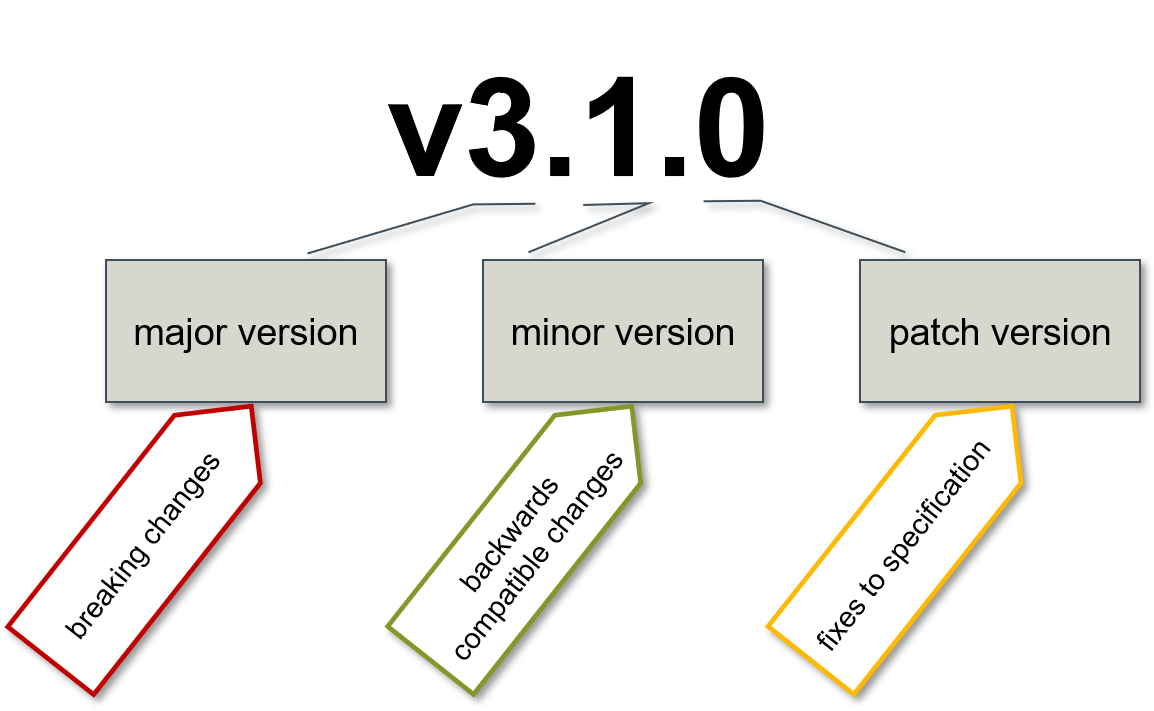 v3.1.0
major version
minor version
patch version
breaking changes
backwards
compatible changes
fixes to specification